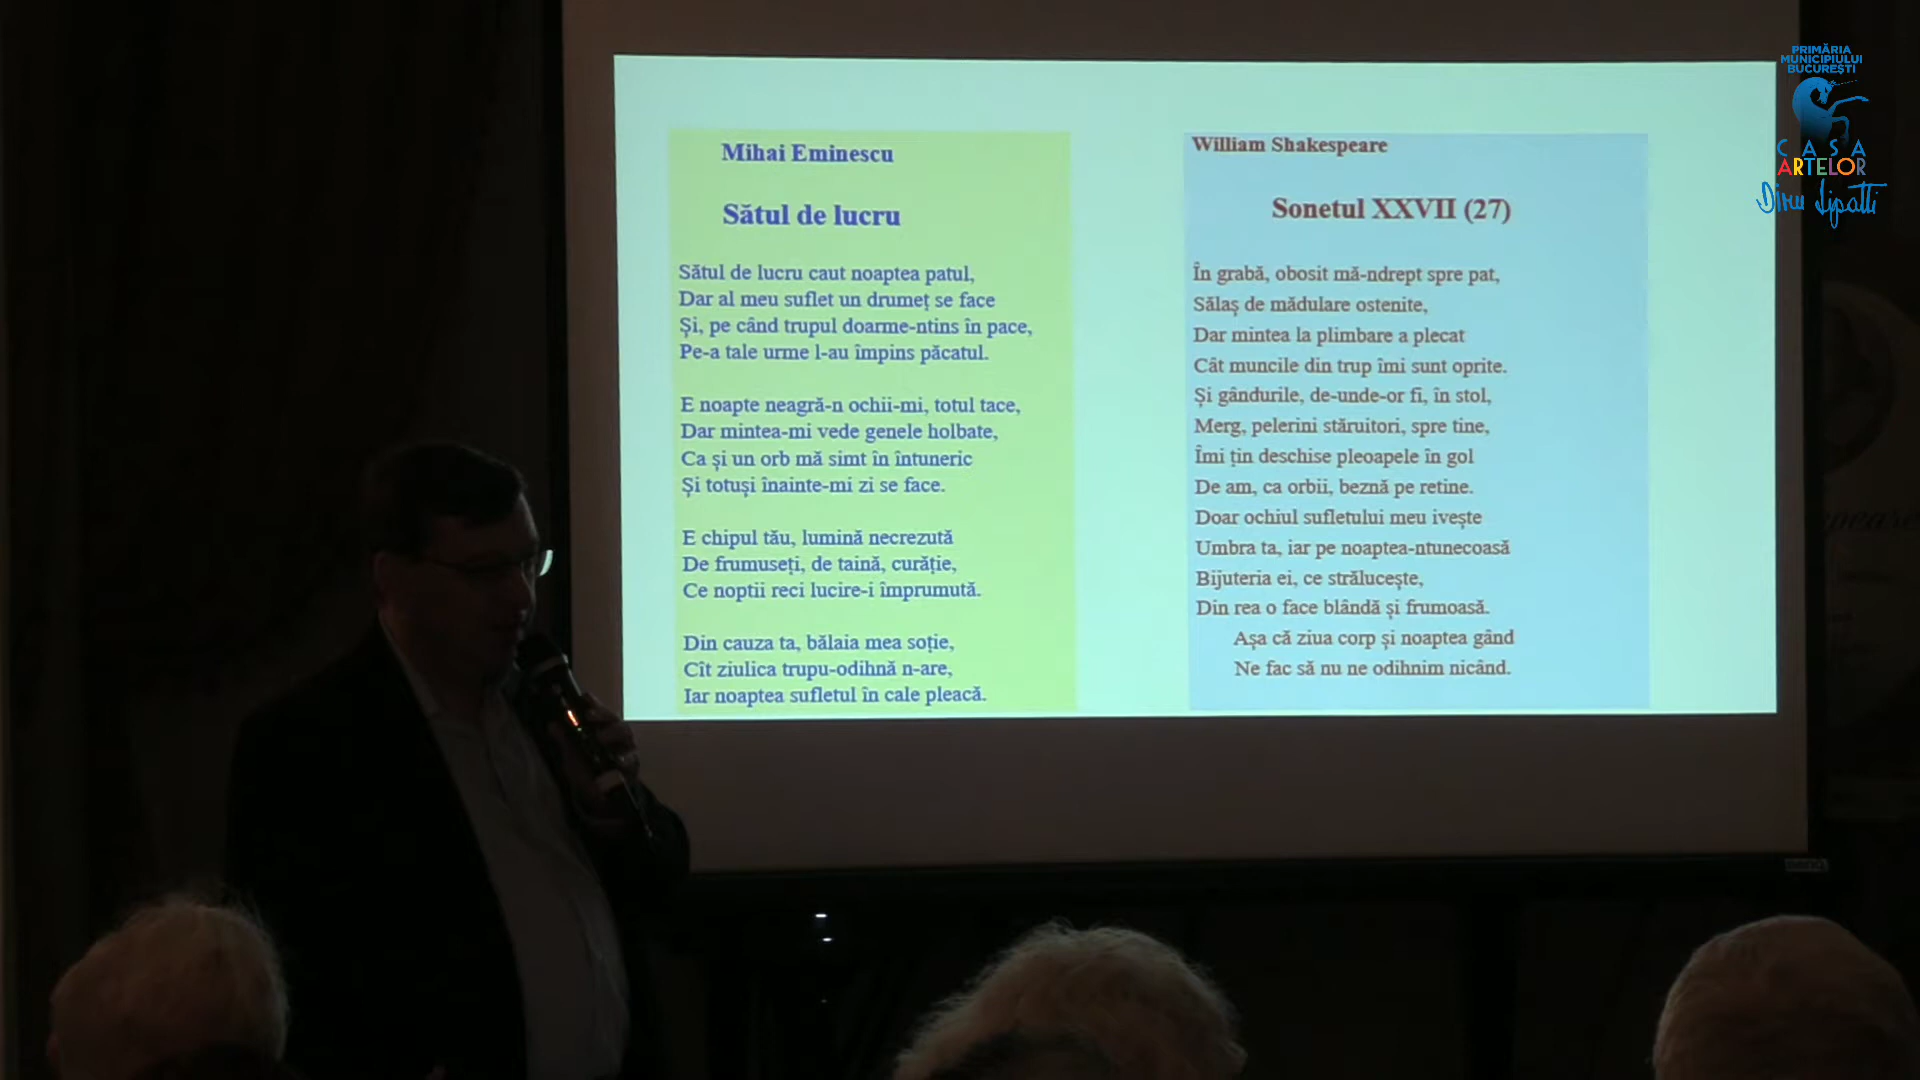 Mihai Eminescu
Sătul de lucru
Sătul de lucru caut noaptea patul,
Dar al meu suflet un drumeț se face
Și, pe când trupul doarme-ntins în pace,
Pe-a tale urme l-au împins păcatul.
E noapte neagră-n ochii-mi, totul tace,
Dar mintea-mi vede genele holbate,
Ca și un orb mă simt în întuneric
Și totuși înainte-mi zi se face.
E chipul tău, lumină necrezută
De frumuseți, de taină, curăție,
Ce noptii reci lucire-i împrumută.
Din cauza ta, bălaia mea soție,
Cît ziulica trupu-odihnă n-are,
Iar noaptea sufletul în cale pleacă.
William Shakespeare
Sonetul XXVII (27)
În grabă, obosit mă-ndrept spre pat,
Sălaș de mădulare ostenite,
Dar mintea la plimbare a plecat
Cât muncile din trup îmi sunt oprite.
Și gândurile, de-unde-or fi, în stol,
Merg, pelerini stăruitori, spre tine,
Îmi țin deschise pleoapele în gol
De am, ca orbii, beznă pe retine.
Doar ochiul sufletului meu ivește
Umbra ta, iar pe noaptea-ntunecoasă
Bijuteria ei, ce strălucește,
Din rea o face blândă și frumoasă.
Așa că ziua corp și noaptea gând
Ne fac să nu ne odihnim nicând.
PRIMĂRIA
MUNICIPIULUI
BUCUREȘTI
CASA
ARTELOR
Dinu Lipatti